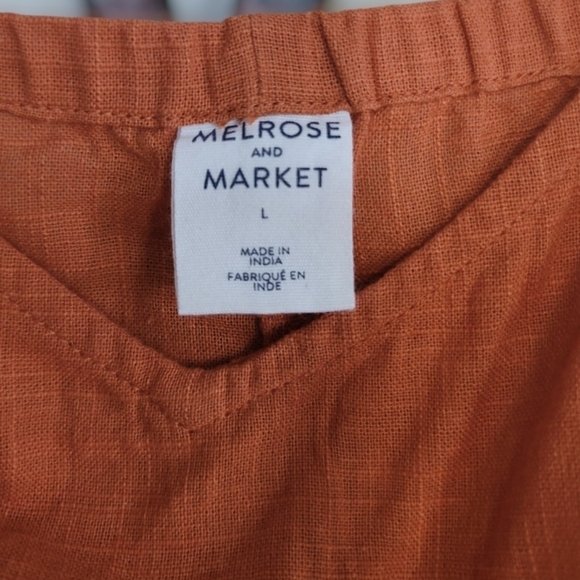 MELROSE
AND
MARKET
L
MADE IN
INDIA
FABRIQUÉ EN
INDE